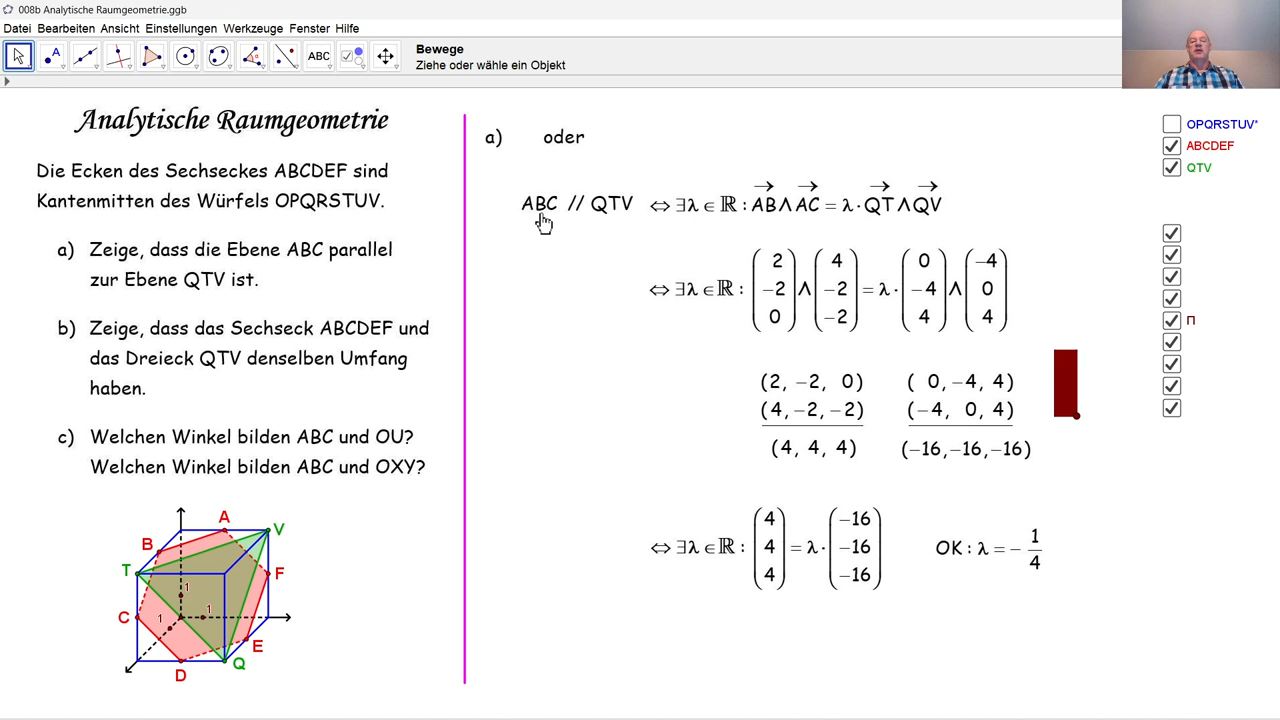 008b Analytische Raumgeometrie.ggb
Datei Bearbeiten Ansicht Einstellungen Werkzeuge Fenster Hilfe
A ABC
Bewege
Ziehe oder wähle ein Objekt
Analytische Raumgeometrie
Die Ecken des Sechseckes ABCDEF sind
Kantenmitten des Würfels OPQRSTUV.
a) Zeige, dass die Ebene ABC parallel
zur Ebene QTV ist.
b) Zeige, dass das Sechseck ABCDEF und
das Dreieck QTV denselben Umfang
haben.
c) Welchen Winkel bilden ABC und OU?
Welchen Winkel bilden ABC und OXY?
A
V
B
T
F
1
1
1
C
E
Q
D
a) oder
ABC // QTV ⇔ ∃λ∈ℝ : AB∧AC = λ·QT∧QV
2 4 0 −4
⇔ ∃λ∈ℝ : −2 ∧ −2 = λ· −4 ∧ 0
0 −2 4 4
(2, −2, 0) ( 0, −4, 4)
(4, −2, −2) (−4, 0, 4)
(4, 4, 4) (−16, −16, −16)
4 −16
⇔ ∃λ∈ℝ : 4 = λ· −16 OK : λ = − 1/4
4 −16
OPQRSTUV*
ABCDEF
QTV
Π